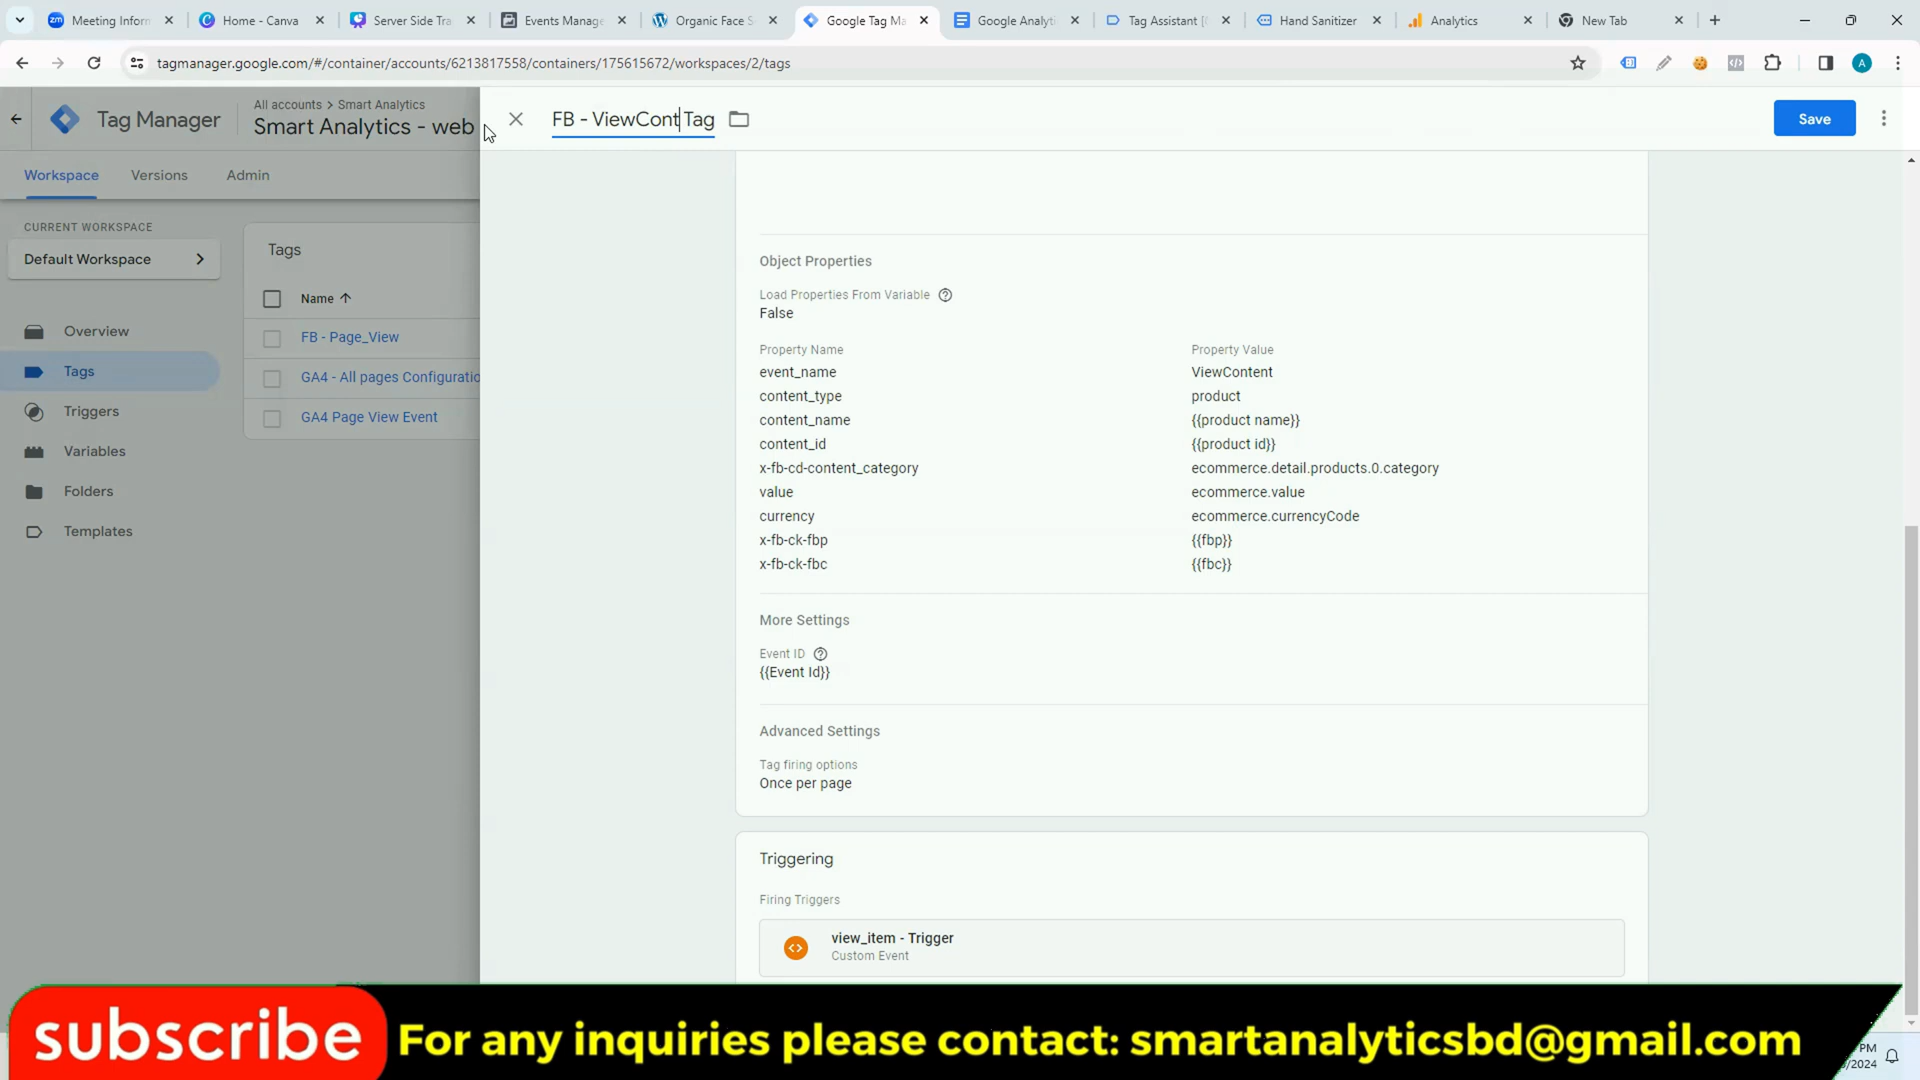 Meeting Inforn
Home - Canva
Server Side Tra
Events Manage
Organic Face S
Google Tag Ma
Google Analyti
Tag Assistant [
Hand Sanitizer
Analytics
New Tab
tagmanager.google.com/#/container/accounts/6213817558/containers/175615672/workspaces/2/tags
A
Tag Manager
All accounts > Smart Analytics
Smart Analytics - web
FB - ViewCont Tag
Save
Workspace
Versions
Admin
CURRENT WORKSPACE
Default Workspace
Overview
Tags
Triggers
Variables
Folders
Templates
Tags
Name
FB - Page_View
GA4 - All pages Configuratio
GA4 Page View Event
Object Properties
Load Properties From Variable
False
Property Name Property Value
event_name ViewContent
content_type product
content_name {{product name}}
content_id {{product id}}
x-fb-cd-content_category ecommerce.detail.products.0.category
value ecommerce.value
currency ecommerce.currencyCode
x-fb-ck-fbp {{fbp}}
x-fb-ck-fbc {{fbc}}
More Settings
Event ID
{{Event Id}}
Advanced Settings
Tag firing options
Once per page
Triggering
Firing Triggers
view_item - Trigger
Custom Event
subscribe
For any inquiries please contact: smartanalyticsbd@gmail.com
PM
/2024